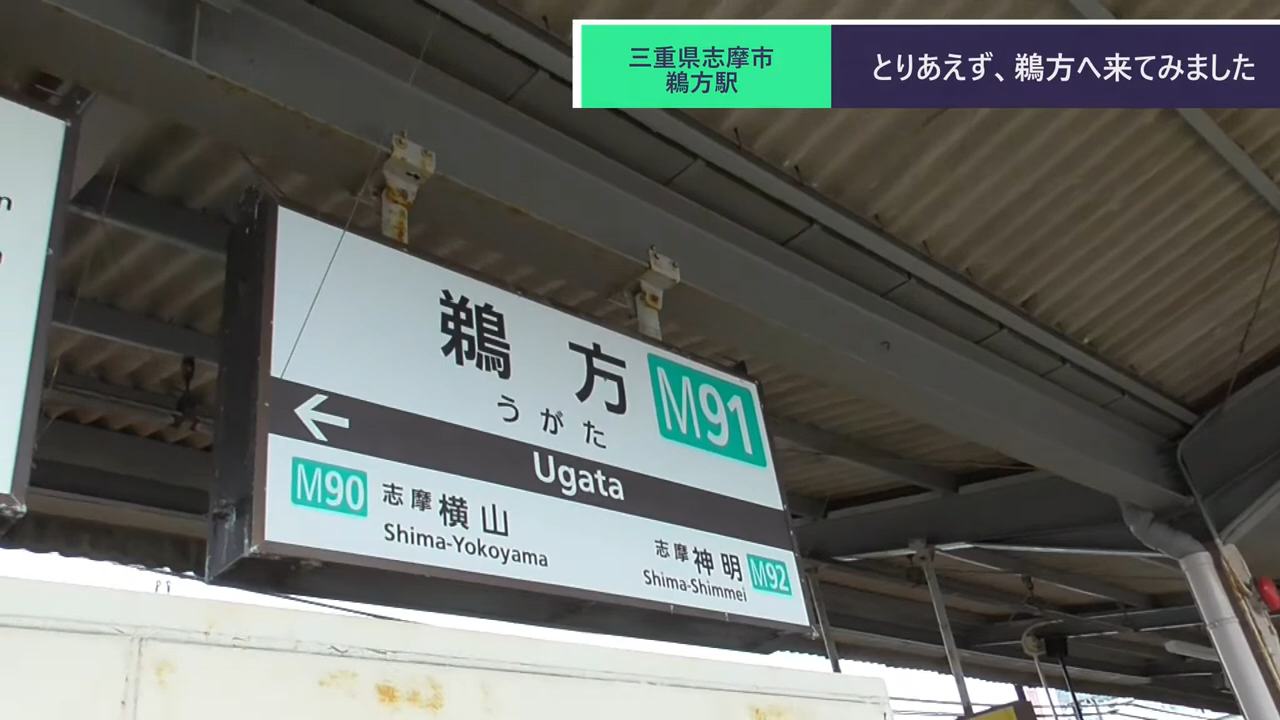 三重県志摩市
鵜方駅
とりあえず、鵜方へ来てみました
鵜方
M91
うがた
Ugata
M90
志摩横山
Shima-Yokoyama
志摩神明
M92
Shima-Shimmei